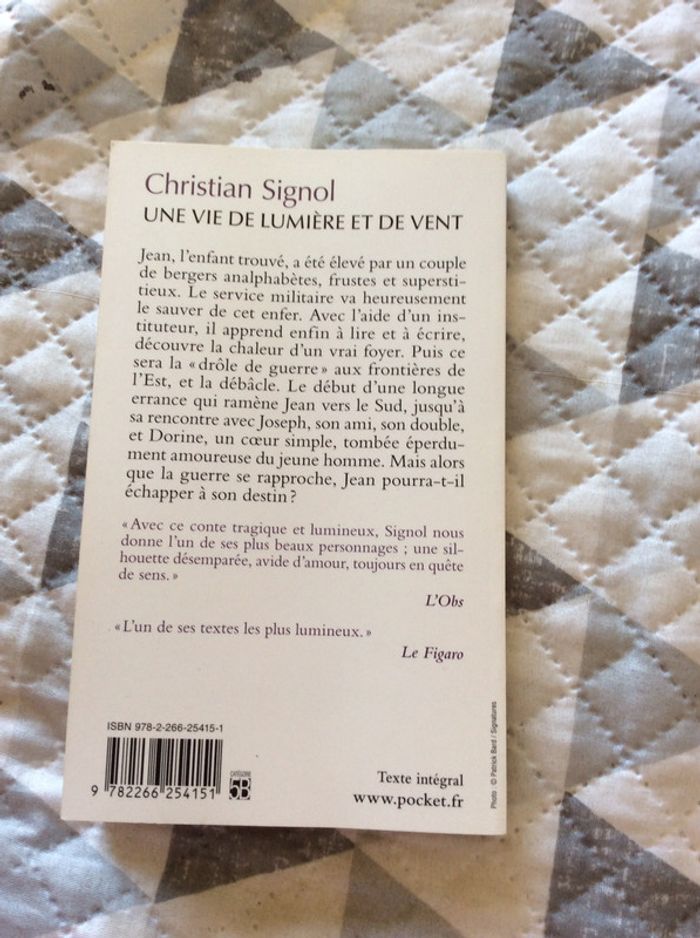 Christian Signol
UNE VIE DE LUMIÈRE ET DE VENT
Jean, l'enfant trouvé, a été élevé par un couple
de bergers analphabètes, frustes et supersti-
tieux. Le service militaire va heureusement
le sauver de cet enfer. Avec l'aide d'un ins-
tituteur, il apprend enfin à lire et à écrire,
découvre la chaleur d'un vrai foyer. Puis ce
sera la « drôle de guerre » aux frontières de
l'Est, et la débâcle. Le début d'une longue
errance qui ramène Jean vers le Sud, jusqu'à
sa rencontre avec Joseph, son ami, son double,
et Dorine, un cœur simple, tombée éperdu-
ment amoureuse du jeune homme. Mais alors
que la guerre se rapproche, Jean pourra-t-il
échapper à son destin ?
« Avec ce conte tragique et lumineux, Signol nous
donne l'un de ses plus beaux personnages ; une sil-
houette désemparée, avide d'amour, toujours en quête
de sens. »
L'Obs
« L'un de ses textes les plus lumineux. »
Le Figaro
ISBN 978-2-266-25415-1
9 782266 254151
CATÉGORIE
5B
Texte intégral
www.pocket.fr
Photo : © Patrick Bard / Signatures